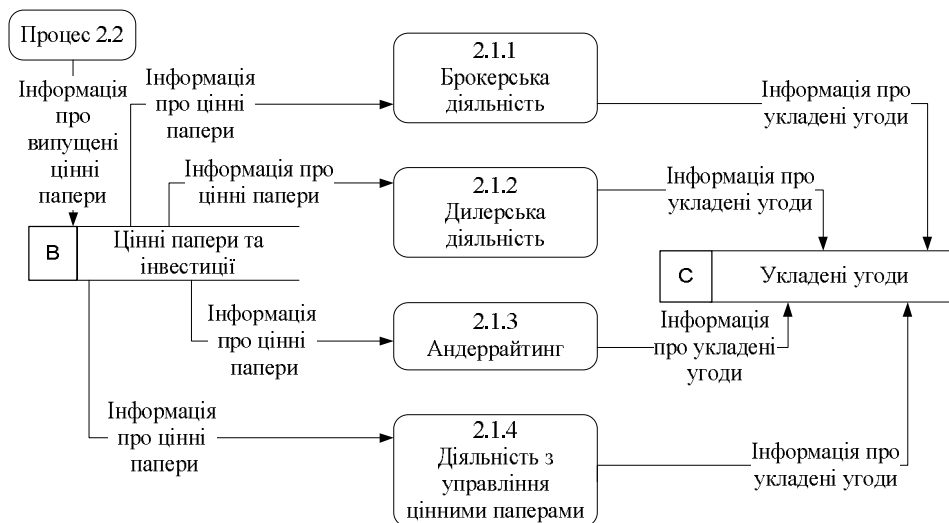 Процес 2.2
Інформація
про
випущені
цінні
папери
Інформація
про цінні
папери
2.1.1
Брокерська
діяльність
Інформація про
укладені угоди
Інформація про
цінні папери
2.1.2
Дилерська
діяльність
Інформація про
укладені угоди
В
Цінні папери та
інвестиції
С
Укладені угоди
Інформація
про цінні
папери
2.1.3
Андеррайтинг
Інформація
про укладені
угоди
Інформація
про цінні
папери
2.1.4
Діяльність з
управління
цінними паперами
Інформація про
укладені угоди